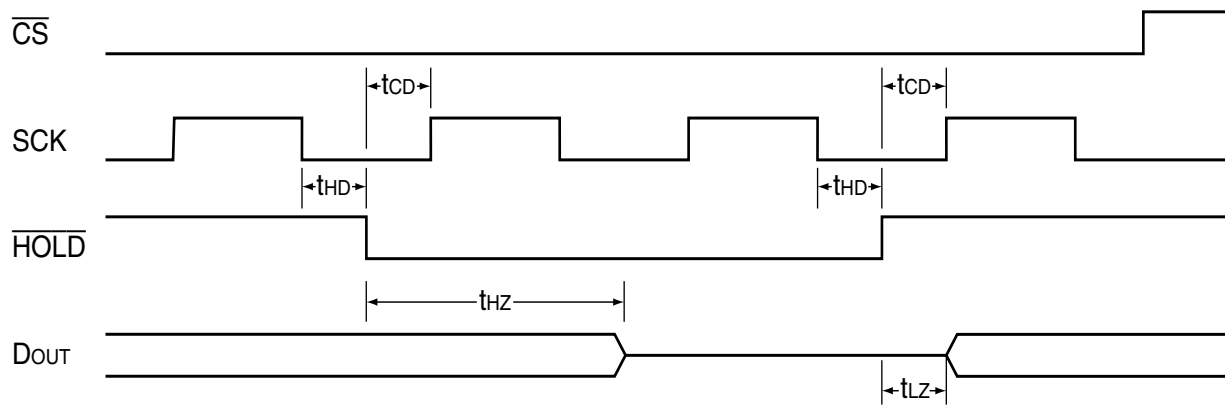 CS
tCD tCD
SCK
tHD tHD
HOLD
tHZ
DOUT
tLZ